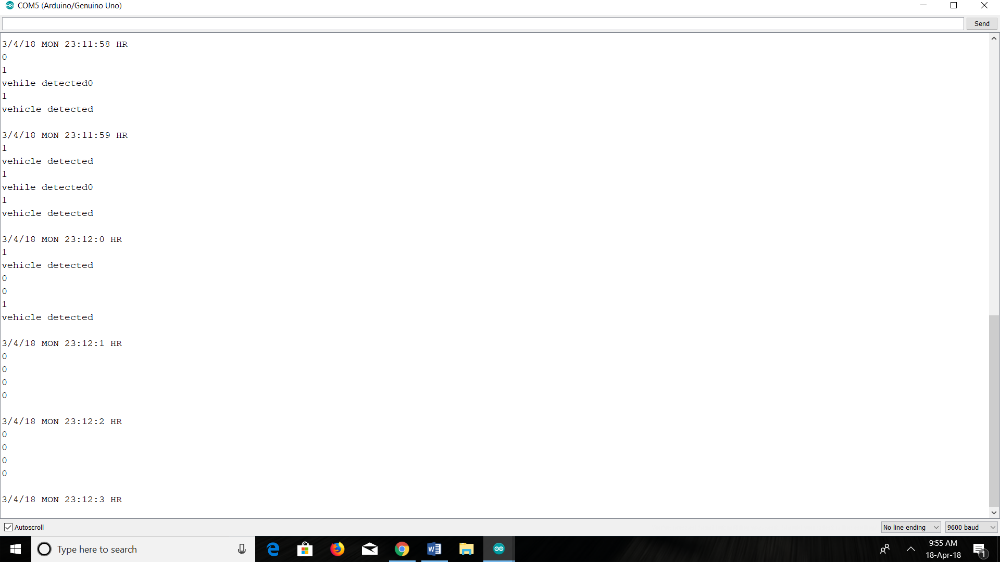 COM5 (Arduino/Genuino Uno)
Send
3/4/18 MON 23:11:58 HR
0
1
vehile detected0
1
vehicle detected
3/4/18 MON 23:11:59 HR
1
vehicle detected
1
vehile detected0
1
vehicle detected
3/4/18 MON 23:12:0 HR
1
vehicle detected
0
0
1
vehicle detected
3/4/18 MON 23:12:1 HR
0
0
0
0
3/4/18 MON 23:12:2 HR
0
0
0
0
3/4/18 MON 23:12:3 HR
Autoscroll
No line ending
9600 baud
Type here to search
9:55 AM
18-Apr-18
1